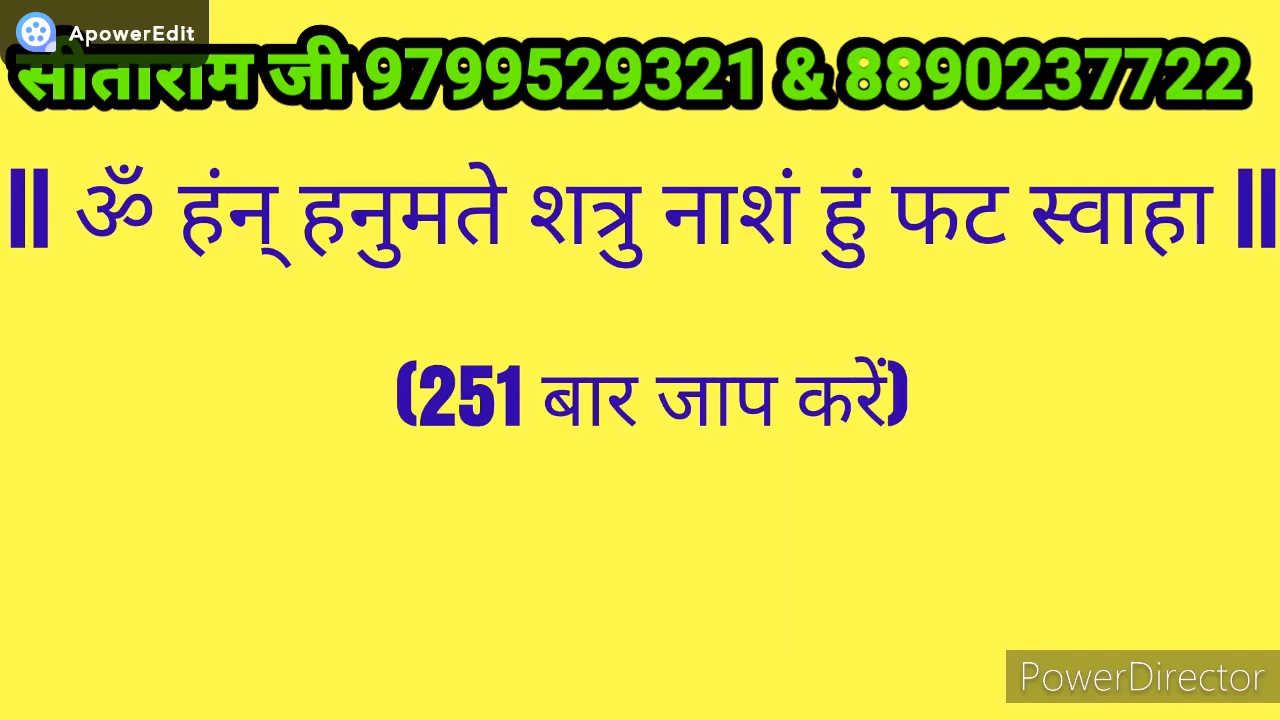 ApowerEdit
सीताराम जी 9799529321 & 8890237722
|| ॐ हंन् हनुमते शत्रु नाशं हुं फट स्वाहा ||
(251 बार जाप करें)
PowerDirector